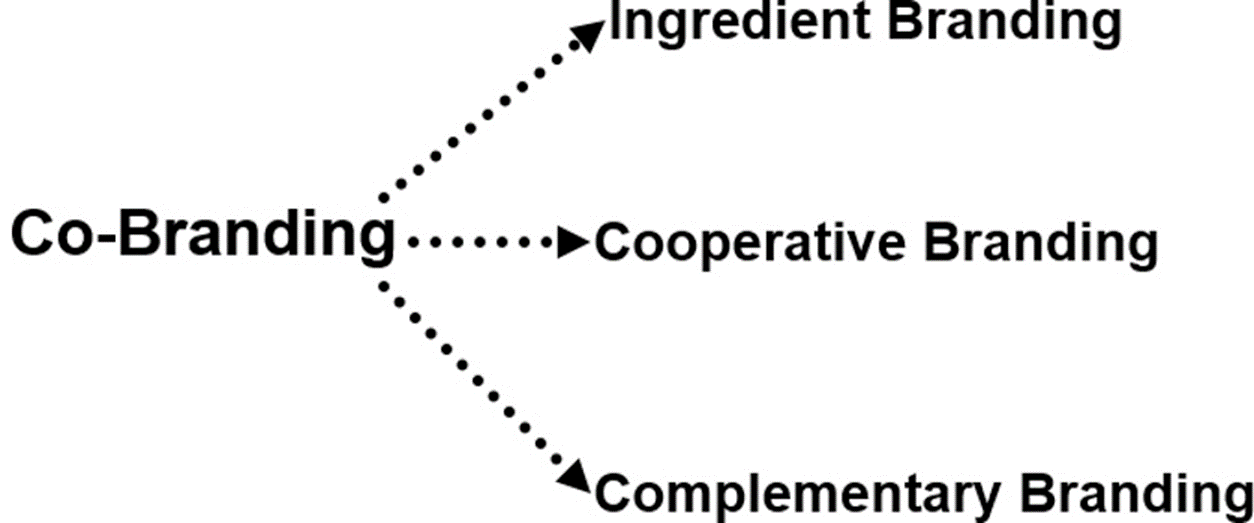 Ingredient Branding
Co-Branding
Cooperative Branding
Complementary Branding